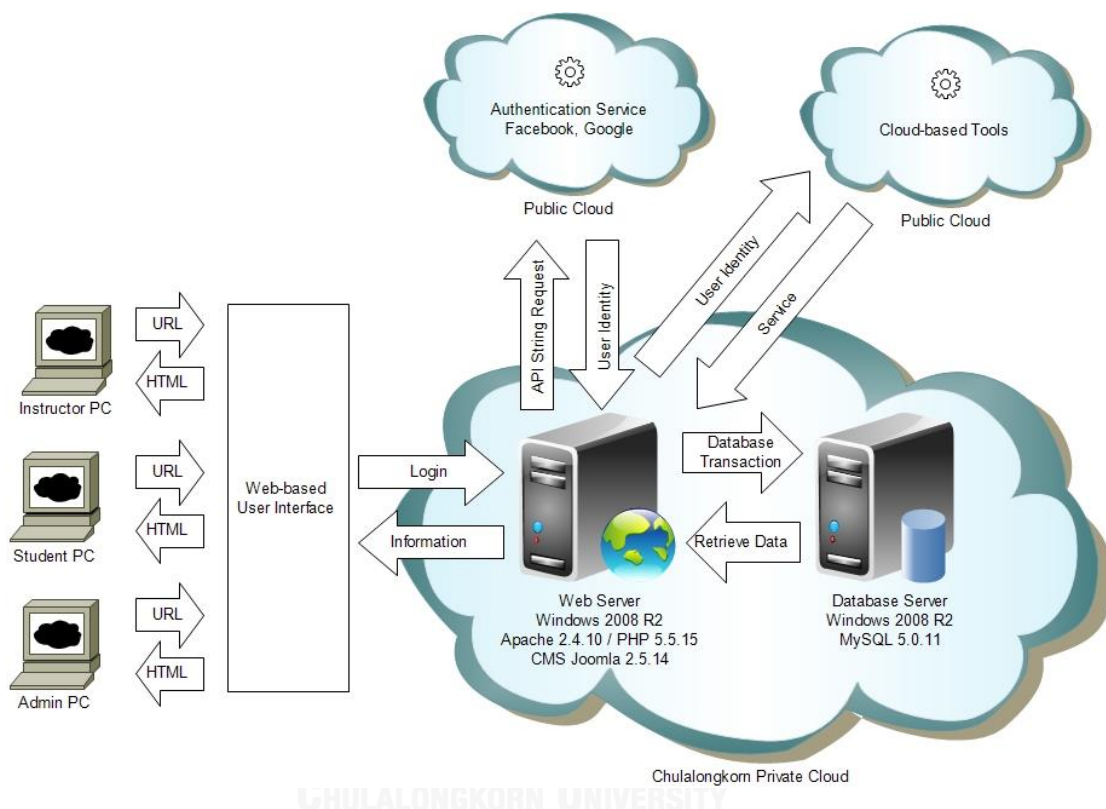 Authentication Service
Facebook, Google
Public Cloud
Cloud-based Tools
Public Cloud
API String Request
User Identity
User Identity
Service
URL
HTML
Instructor PC
URL
HTML
Student PC
URL
HTML
Admin PC
Web-based
User Interface
Login
Information
Database
Transaction
Retrieve Data
Web Server
Windows 2008 R2
Apache 2.4.10 / PHP 5.5.15
CMS Joomla 2.5.14
Database Server
Windows 2008 R2
MySQL 5.0.11
Chulalongkorn Private Cloud
CHULALONGKORN UNIVERSITY